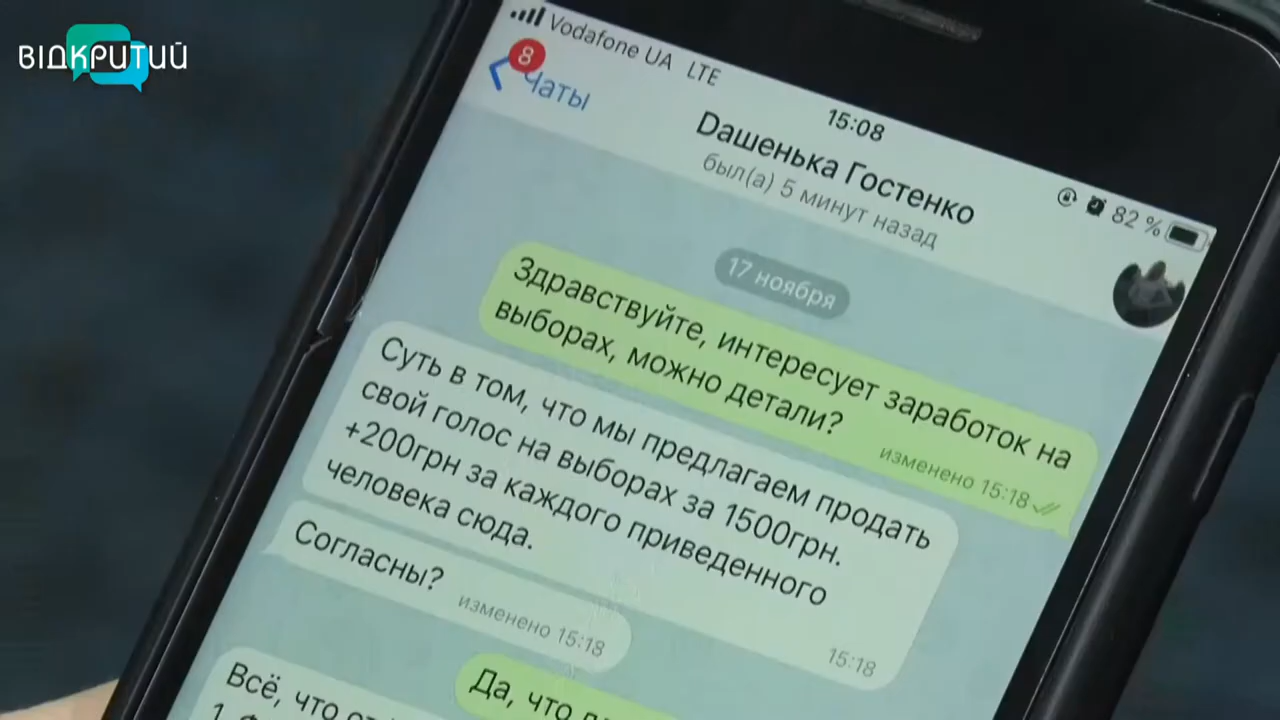 ВІДКРИТИЙ
Vodafone UA LTE
15:08
82 %
8
Чаты
Dашенька Гостенко
был(а) 5 минут назад
17 ноября
Здравствуйте, интересует заработок на
выборах, можно детали?
изменено 15:18
Суть в том, что мы предлагаем продать
свой голос на выборах за 1500грн.
+200грн за каждого приведенного
человека сюда.
15:18
Согласны?
изменено 15:18
Да, что
Всё, что
1.